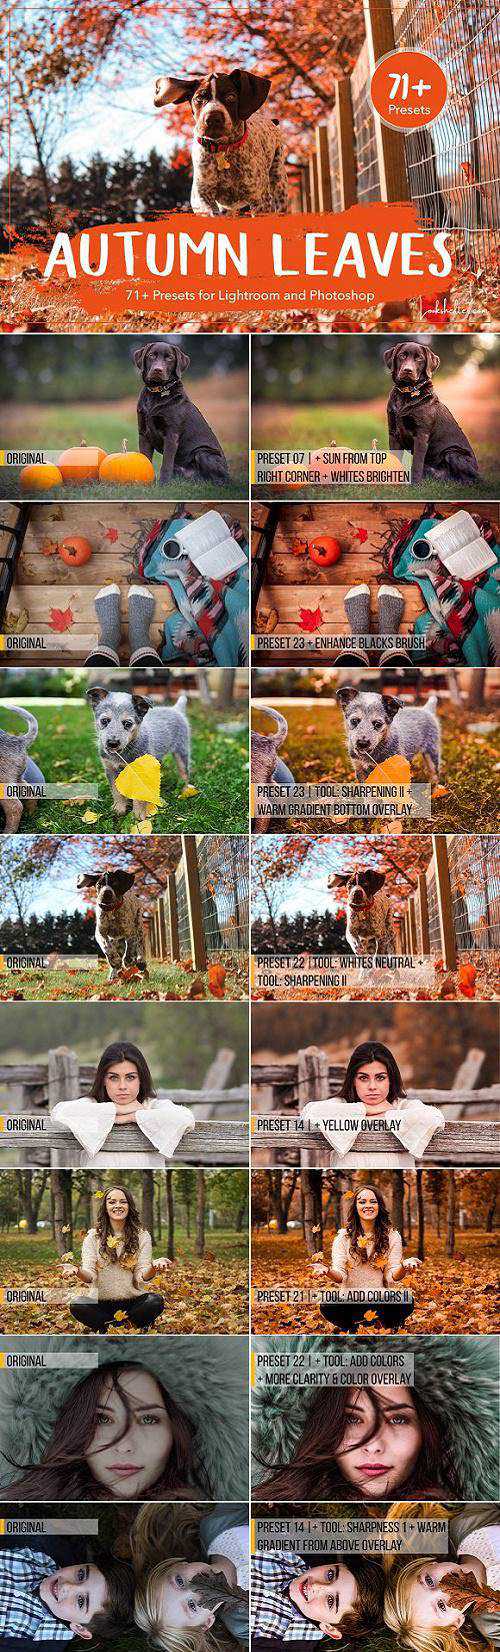 71+
Presets
AUTUMN LEAVES
71+ Presets for Lightroom and Photoshop
ORIGINAL
PRESET 07 | + SUN FROM TOP
RIGHT CORNER + WHITES BRIGHTEN
ORIGINAL
PRESET 23 + ENHANCE BLACKS BRUSH
ORIGINAL
PRESET 23 | TOOL: SHARPENING II +
WARM GRADIENT BOTTOM OVERLAY
ORIGINAL
PRESET 22 |TOOL: WHITES NEUTRAL +
TOOL: SHARPENING II
ORIGINAL
PRESET 14 | + YELLOW OVERLAY
ORIGINAL
PRESET 21 | + TOOL: ADD COLORS II
ORIGINAL
PRESET 22 | + TOOL: ADD COLORS
+ MORE CLARITY & COLOR OVERLAY
ORIGINAL
PRESET 14 |+ TOOL: SHARPNESS 1 + WARM
GRADIENT FROM ABOVE OVERLAY